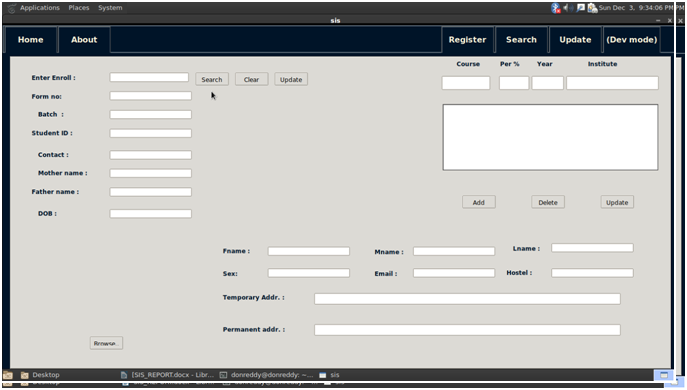 Applications Places System Sun Dec 3, 9:34:06 PM
sis
Home About Register Search Update (Dev mode)
Course Per % Year Institute
Enter Enroll : Search Clear Update
Form no:
Batch :
Student ID :
Contact :
Mother name :
Father name :
Add Delete Update
DOB :
Fname : Mname : Lname :
Sex: Email : Hostel :
Temporary Addr. :
Permanent addr. :
Browse..
Desktop [SIS_REPORT.docx - Libr... donreddy@donreddy: ~... sis
Desktop